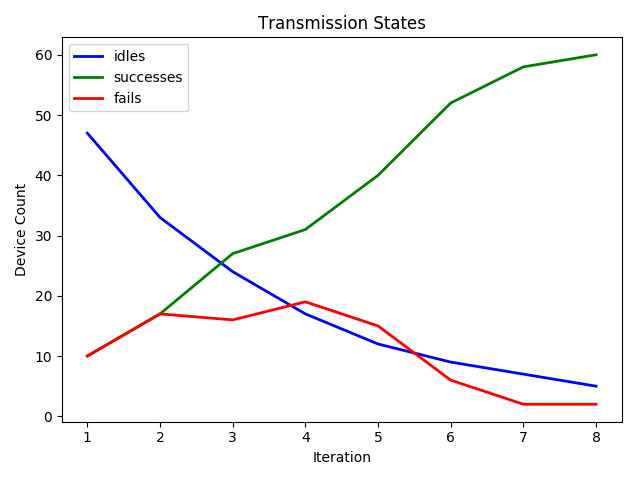 Transmission States
idles
successes
fails
Device Count
60
50
40
30
20
10
0
1 2 3 4 5 6 7 8
Iteration